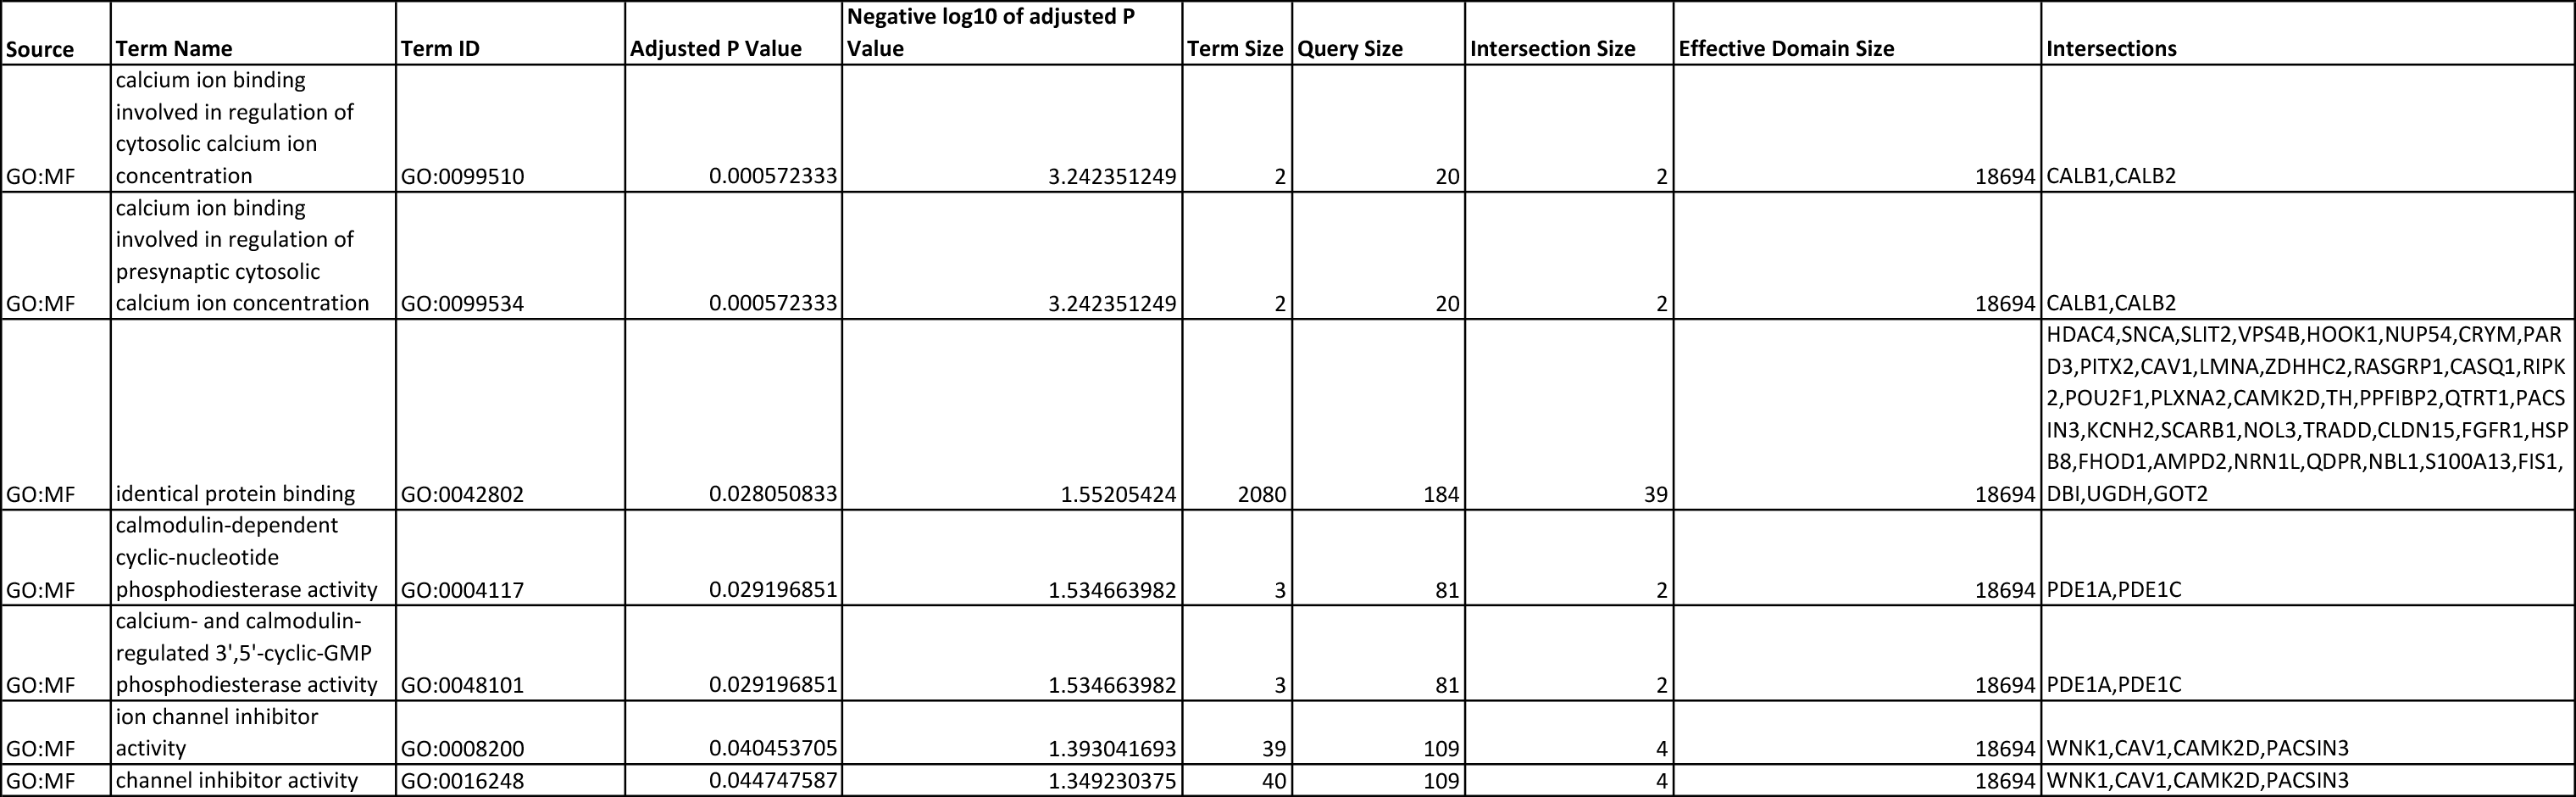 Source Term Name Term ID Adjusted P Value Negative log10 of adjusted P Value Term Size Query Size Intersection Size Effective Domain Size Intersections
calcium ion binding
involved in regulation of
cytosolic calcium ion
GO:MF concentration GO:0099510 0.000572333 3.242351249 2 20 2 18694 CALB1,CALB2
calcium ion binding
involved in regulation of
presynaptic cytosolic
GO:MF calcium ion concentration GO:0099534 0.000572333 3.242351249 2 20 2 18694 CALB1,CALB2
HDAC4,SNCA,SLIT2,VPS4B,HOOK1,NUP54,CRYM,PAR
D3,PITX2,CAV1,LMNA,ZDHHC2,RASGRP1,CASQ1,RIPK
2,POU2F1,PLXNA2,CAMK2D,TH,PPFIBP2,QTRT1,PACS
IN3,KCNH2,SCARB1,NOL3,TRADD,CLDN15,FGFR1,HSP
B8,FHOD1,AMPD2,NRN1L,QDPR,NBL1,S100A13,FIS1,
GO:MF identical protein binding GO:0042802 0.028050833 1.55205424 2080 184 39 18694 DBI,UGDH,GOT2
calmodulin-dependent
cyclic-nucleotide
GO:MF phosphodiesterase activity GO:0004117 0.029196851 1.534663982 3 81 2 18694 PDE1A,PDE1C
calcium- and calmodulin-
regulated 3',5'-cyclic-GMP
GO:MF phosphodiesterase activity GO:0048101 0.029196851 1.534663982 3 81 2 18694 PDE1A,PDE1C
ion channel inhibitor
GO:MF activity GO:0008200 0.040453705 1.393041693 39 109 4 18694 WNK1,CAV1,CAMK2D,PACSIN3
GO:MF channel inhibitor activity GO:0016248 0.044747587 1.349230375 40 109 4 18694 WNK1,CAV1,CAMK2D,PACSIN3